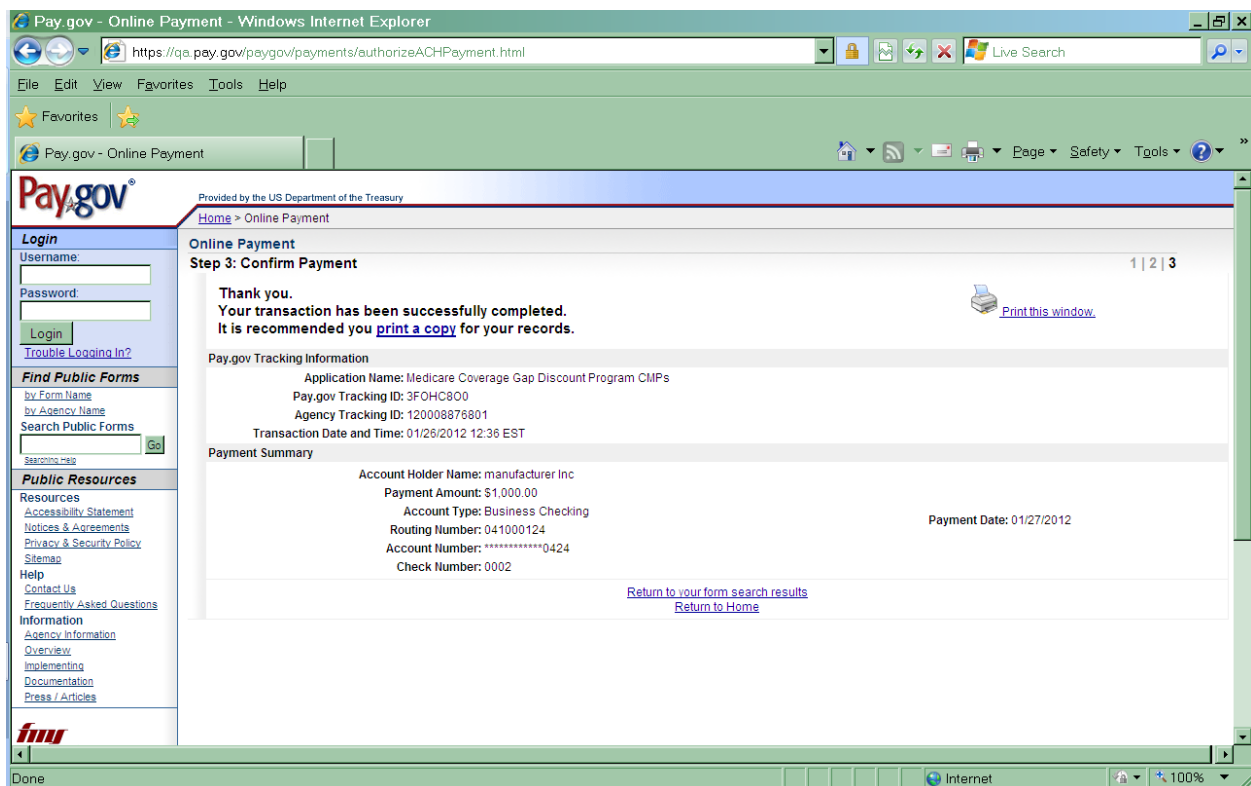 Pay.gov - Online Payment - Windows Internet Explorer
https://qa.pay.gov/paygov/payments/authorizeACHPayment.html
Live Search
File Edit View Favorites Tools Help
Favorites
Pay.gov - Online Payment
Page Safety Tools
Pay.gov®
Provided by the US Department of the Treasury
Home > Online Payment
Login
Username:
Password:
Login
Trouble Logging In?
Find Public Forms
by Form Name
by Agency Name
Search Public Forms
Go
Searching Help
Public Resources
Resources
Accessibility Statement
Notices & Agreements
Privacy & Security Policy
Sitemap
Help
Contact Us
Frequently Asked Questions
Information
Agency Information
Overview
Implementing
Documentation
Press / Articles
Online Payment
Step 3: Confirm Payment
1 | 2 | 3
Thank you.
Your transaction has been successfully completed.
It is recommended you print a copy for your records.
Print this window.
Pay.gov Tracking Information
Application Name: Medicare Coverage Gap Discount Program CMPs
Pay.gov Tracking ID: 3FOHC8O0
Agency Tracking ID: 120008876801
Transaction Date and Time: 01/26/2012 12:36 EST
Payment Summary
Account Holder Name: manufacturer Inc
Payment Amount: $1,000.00
Account Type: Business Checking
Routing Number: 041000124
Account Number: ************0424
Check Number: 0002
Payment Date: 01/27/2012
Return to your form search results
Return to Home
Done
Internet
100%